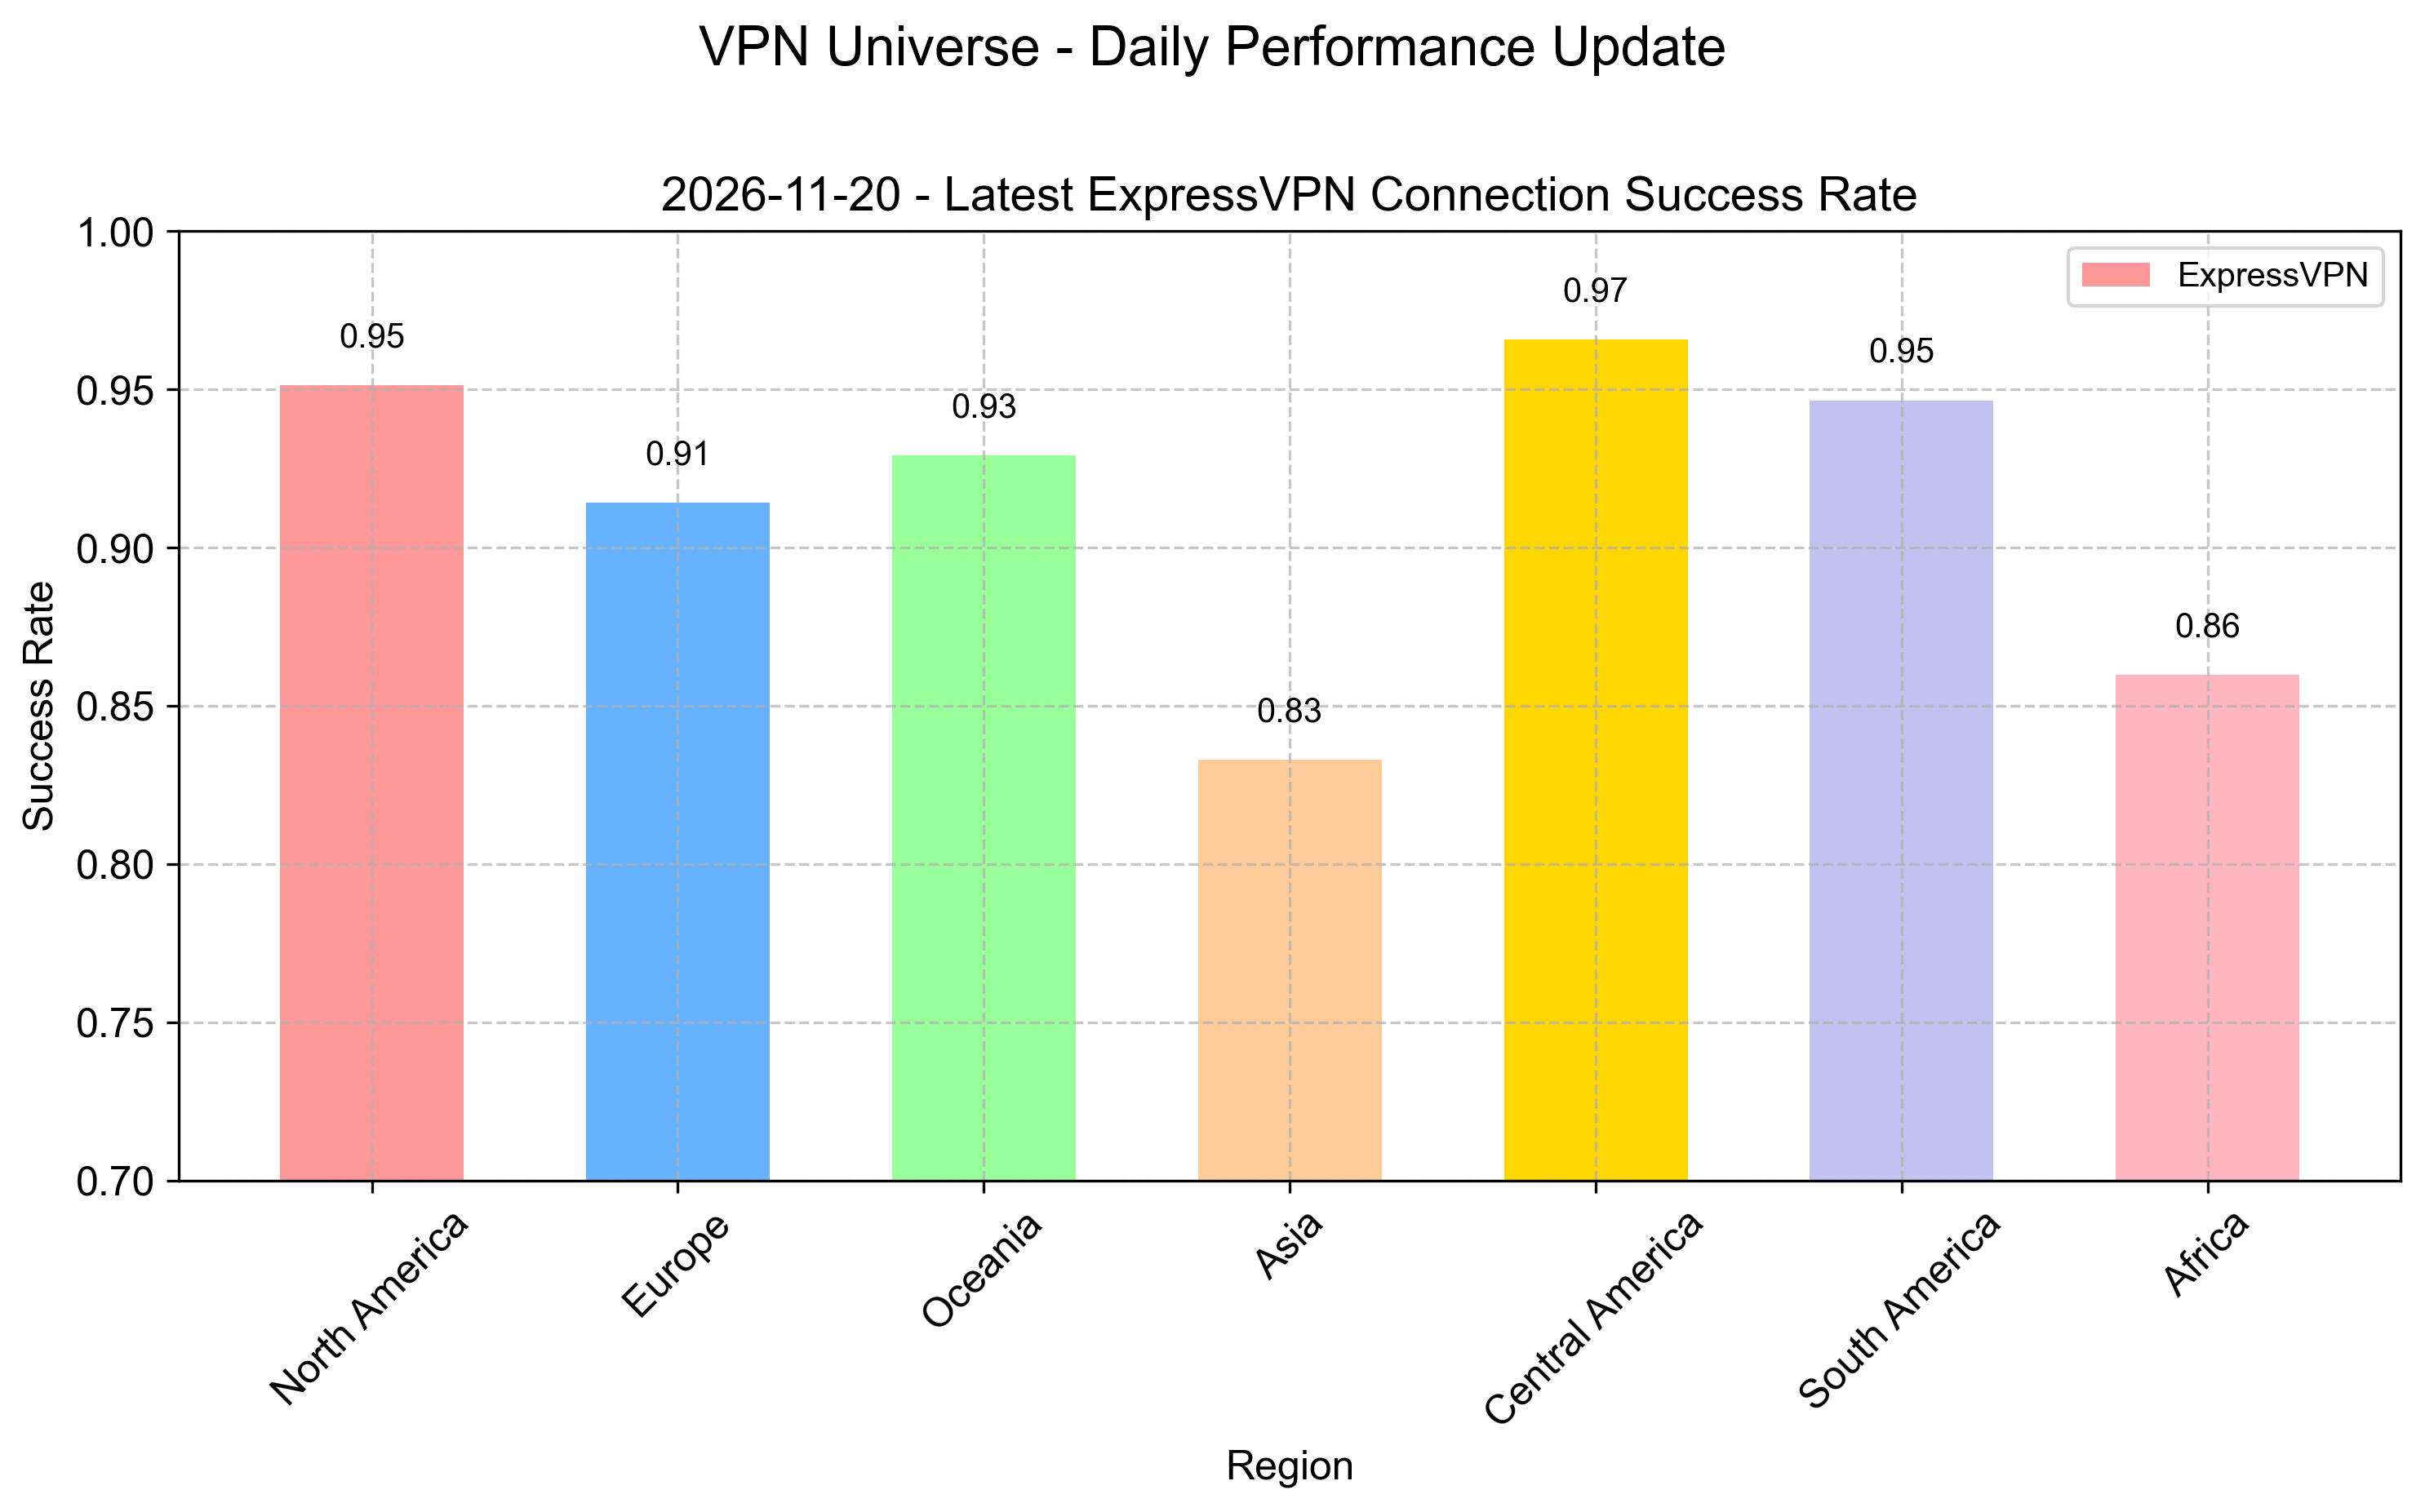 VPN Universe - Daily Performance Update
2026-11-20 - Latest ExpressVPN Connection Success Rate
ExpressVPN
Success Rate
1.00
0.95
0.90
0.85
0.80
0.75
0.70
0.95
0.91
0.93
0.83
0.97
0.95
0.86
North America
Europe
Oceania
Asia
Central America
South America
Africa
Region